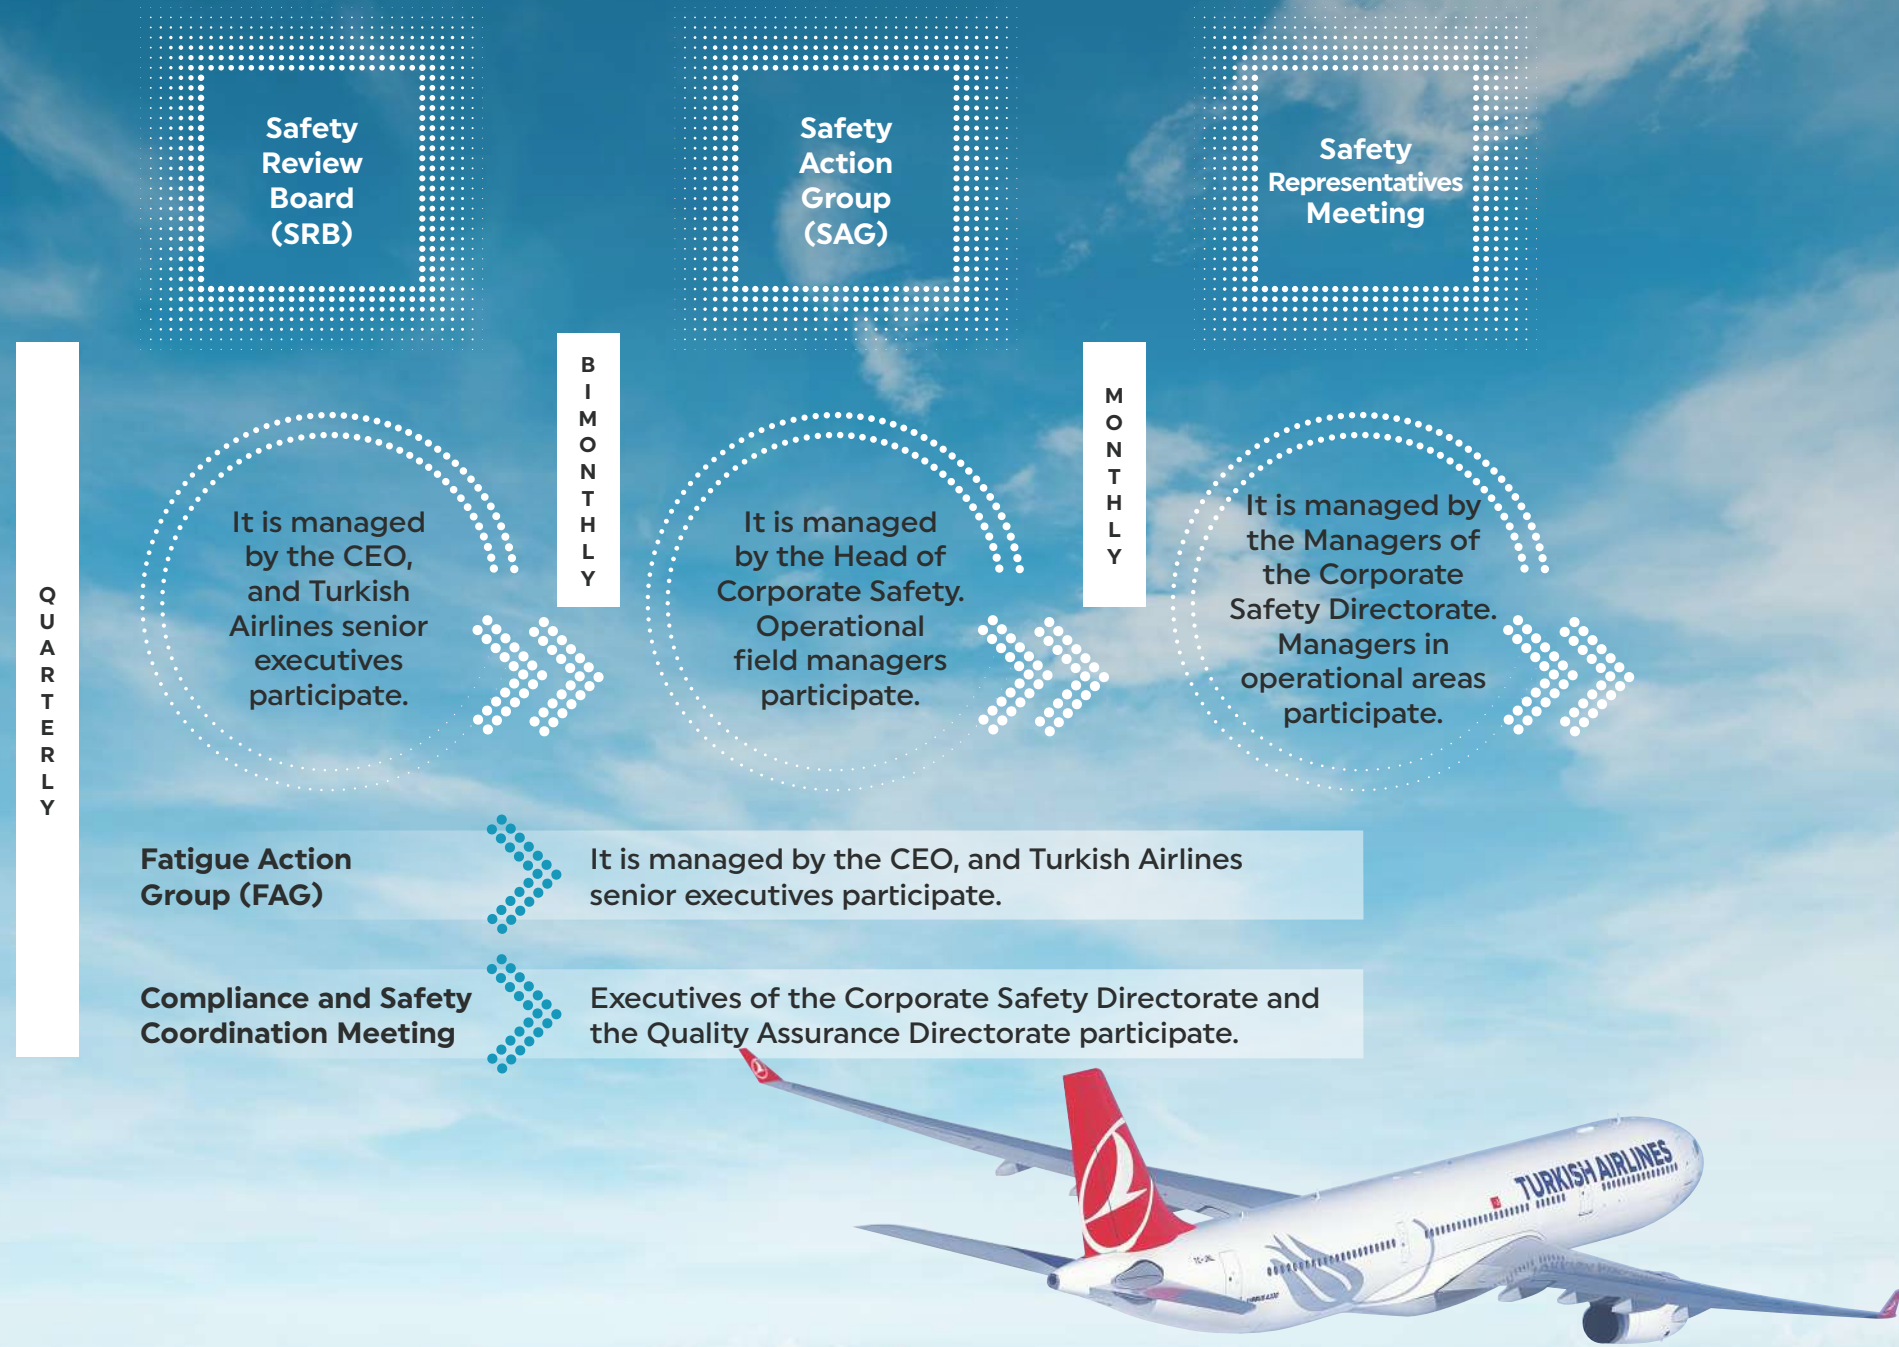 Safety
Review
Board
(SRB)
Safety
Action
Group
(SAG)
Safety
Representatives
Meeting
QUARTERLY
It is managed
by the CEO,
and Turkish
Airlines senior
executives
participate.
BIMONTHLY
It is managed
by the Head of
Corporate Safety.
Operational
field managers
participate.
MONTHLY
It is managed by
the Managers of
the Corporate
Safety Directorate.
Managers in
operational areas
participate.
Fatigue Action
Group (FAG)
It is managed by the CEO, and Turkish Airlines
senior executives participate.
Compliance and Safety
Coordination Meeting
Executives of the Corporate Safety Directorate and
the Quality Assurance Directorate participate.
TURKISH AIRLINES